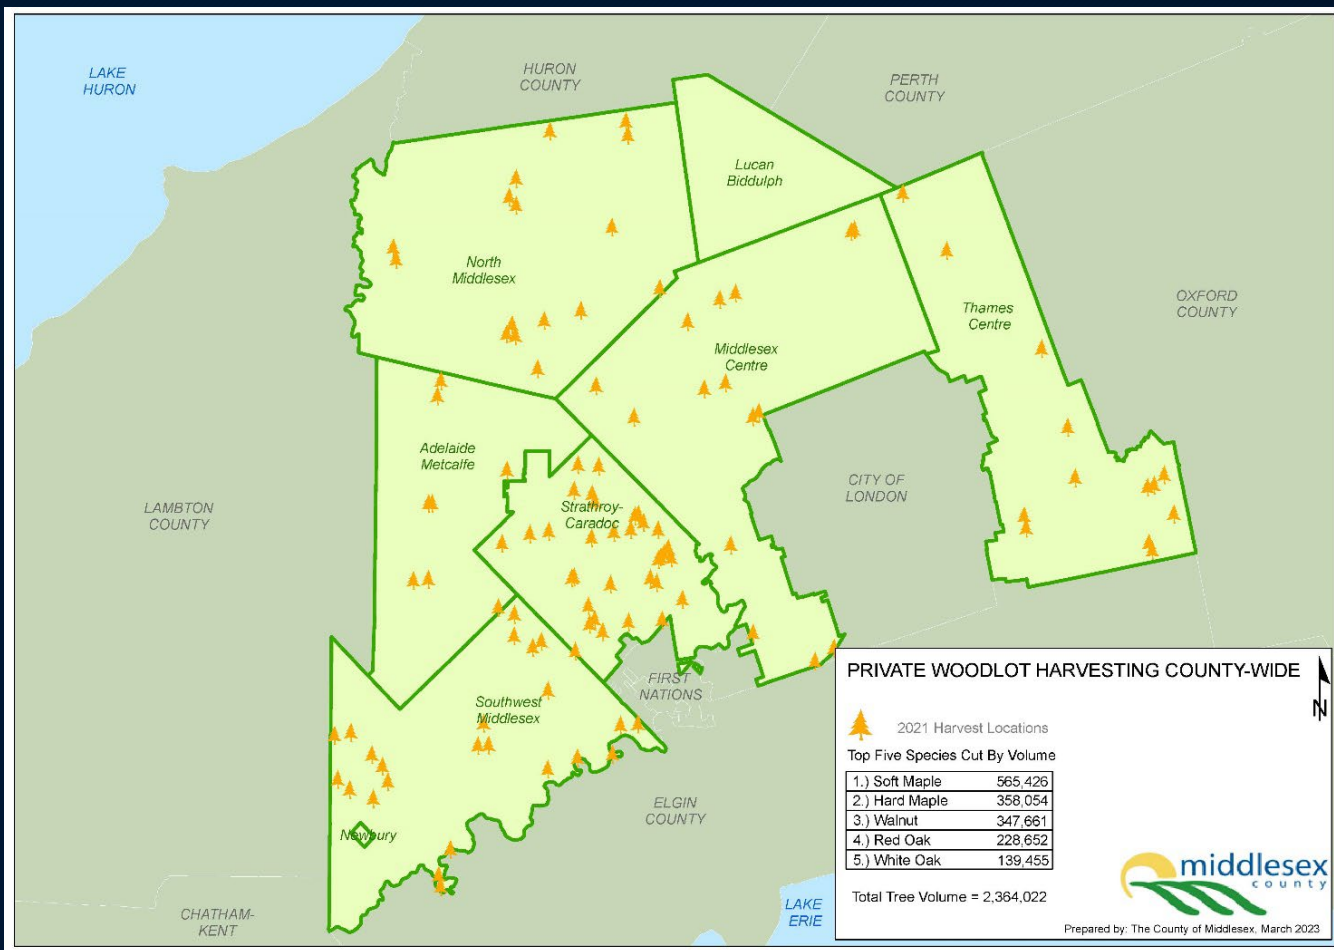 LAKE
HURON
HURON
COUNTY
PERTH
COUNTY
Lucan
Biddulph
North
Middlesex
OXFORD
COUNTY
Thames
Centre
Middlesex
Centre
Adelaide
Metcalfe
CITY OF
LONDON
LAMBTON
COUNTY
Strathroy-
Caradoc
FIRST
NATIONS
Southwest
Middlesex
ELGIN
COUNTY
Newbury
CHATHAM-
KENT
LAKE
ERIE
PRIVATE WOODLOT HARVESTING COUNTY-WIDE
N
2021 Harvest Locations
Top Five Species Cut By Volume
1.) Soft Maple 565,426
2.) Hard Maple 358,054
3.) Walnut 347,661
4.) Red Oak 228,652
5.) White Oak 139,455
Total Tree Volume = 2,364,022
middlesex
county
Prepared by: The County of Middlesex, March 2023